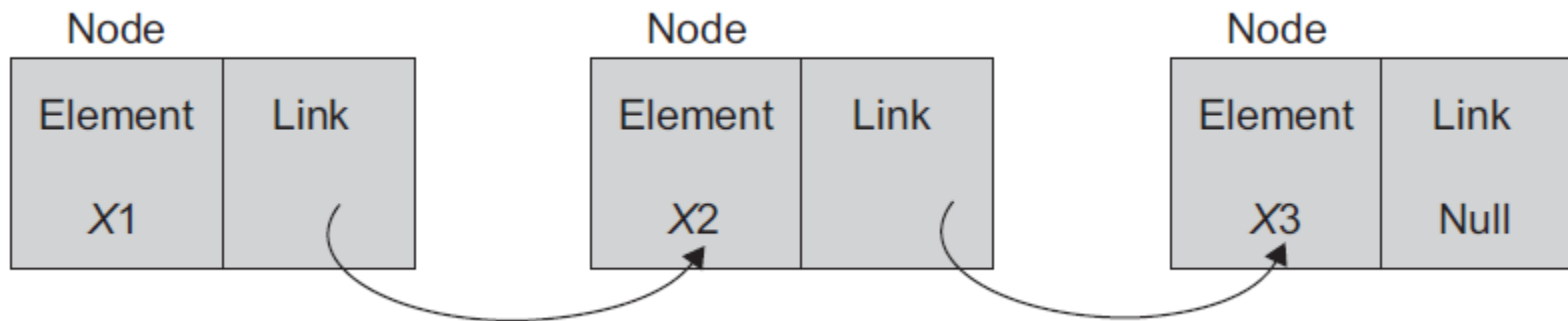 Node Node Node
Element Link Element Link Element Link
X1 X2 X3 Null